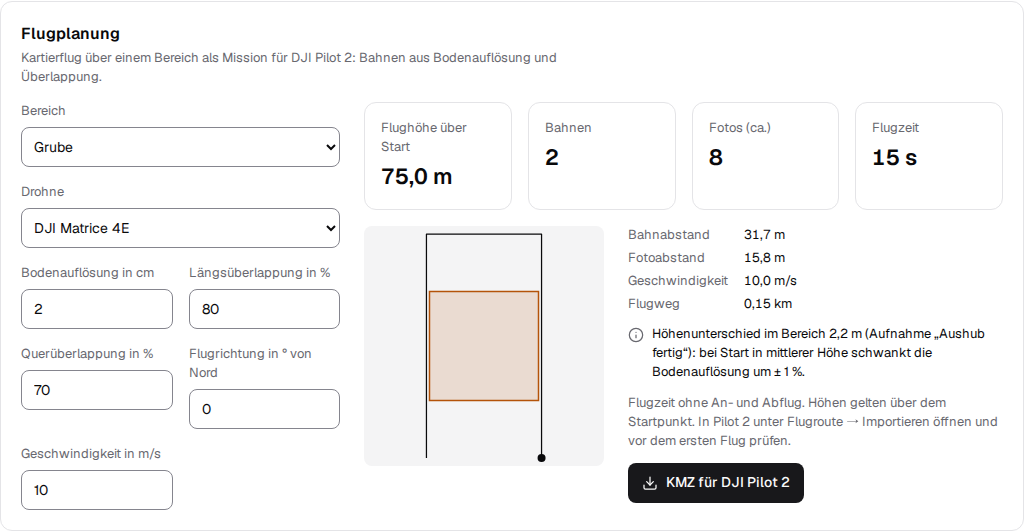 Flugplanung
Kartierflug über einem Bereich als Mission für DJI Pilot 2: Bahnen aus Bodenauflösung und
Überlappung.
Bereich
Grube
Drohne
DJI Matrice 4E
Bodenauflösung in cm
2
Längsüberlappung in %
80
Querüberlappung in %
70
Flugrichtung in ° von
Nord
0
Geschwindigkeit in m/s
10
Flughöhe über
Start
75,0 m
Bahnen
2
Fotos (ca.)
8
Flugzeit
15 s
Bahnabstand 31,7 m
Fotoabstand 15,8 m
Geschwindigkeit 10,0 m/s
Flugweg 0,15 km
Höhenunterschied im Bereich 2,2 m (Aufnahme „Aushub
fertig“): bei Start in mittlerer Höhe schwankt die
Bodenauflösung um ± 1 %.
Flugzeit ohne An- und Abflug. Höhen gelten über dem
Startpunkt. In Pilot 2 unter Flugroute → Importieren öffnen und
vor dem ersten Flug prüfen.
KMZ für DJI Pilot 2